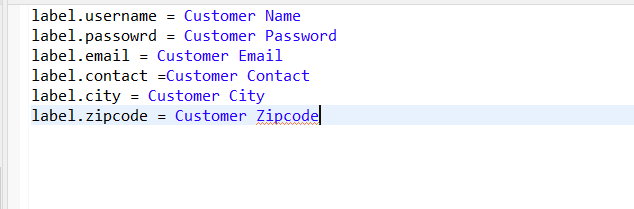 label.username = Customer Name
label.passowrd = Customer Password
label.email = Customer Email
label.contact =Customer Contact
label.city = Customer City
label.zipcode = Customer Zipcode